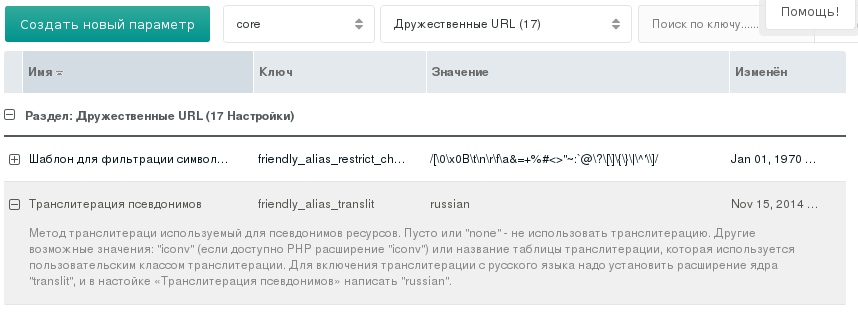 Создать новый параметр core Дружественные URL (17) Поиск по ключу...... Помощь!
Имя Ключ Значение Изменён
Раздел: Дружественные URL (17 Настройки)
Шаблон для фильтрации символ... friendly_alias_restrict_ch... /[\0\x0B\t\n\r\f\a&=+%#<>"~:`@\?\[\]\{\}\|\^'\\]/ Jan 01, 1970 ...
Транслитерация псевдонимов friendly_alias_translit russian Nov 15, 2014 ...
Метод транслитераци используемый для псевдонимов ресурсов. Пусто или "none" - не использовать транслитерацию. Другие
возможные значения: "iconv" (если доступно PHP расширение "iconv") или название таблицы транслитерации, которая используется
пользовательским классом транслитерации. Для включения транслитерации с русского языка надо установить расширение ядра
"translit", и в настойке «Транслитерация псевдонимов» написать "russian".